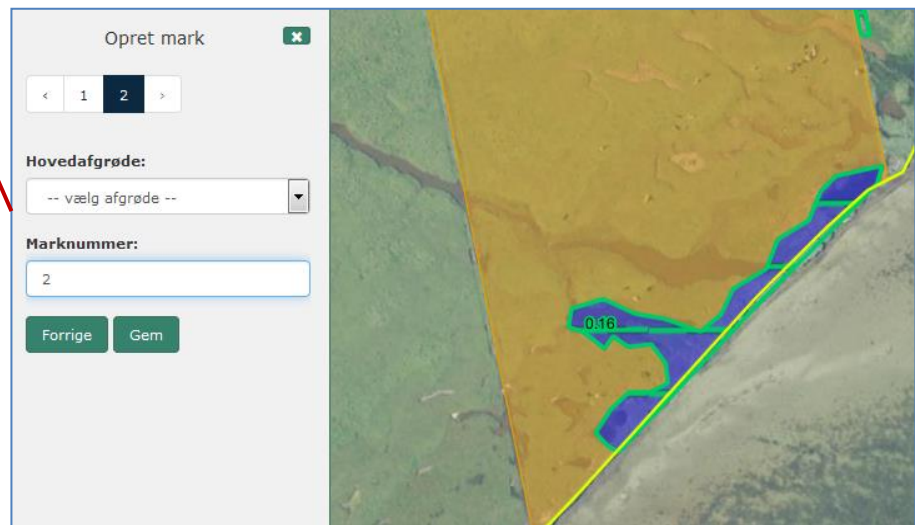 Opret mark
1 2
Hovedafgrøde:
-- vælg afgrøde --
Marknummer:
2
Forrige Gem
0.16